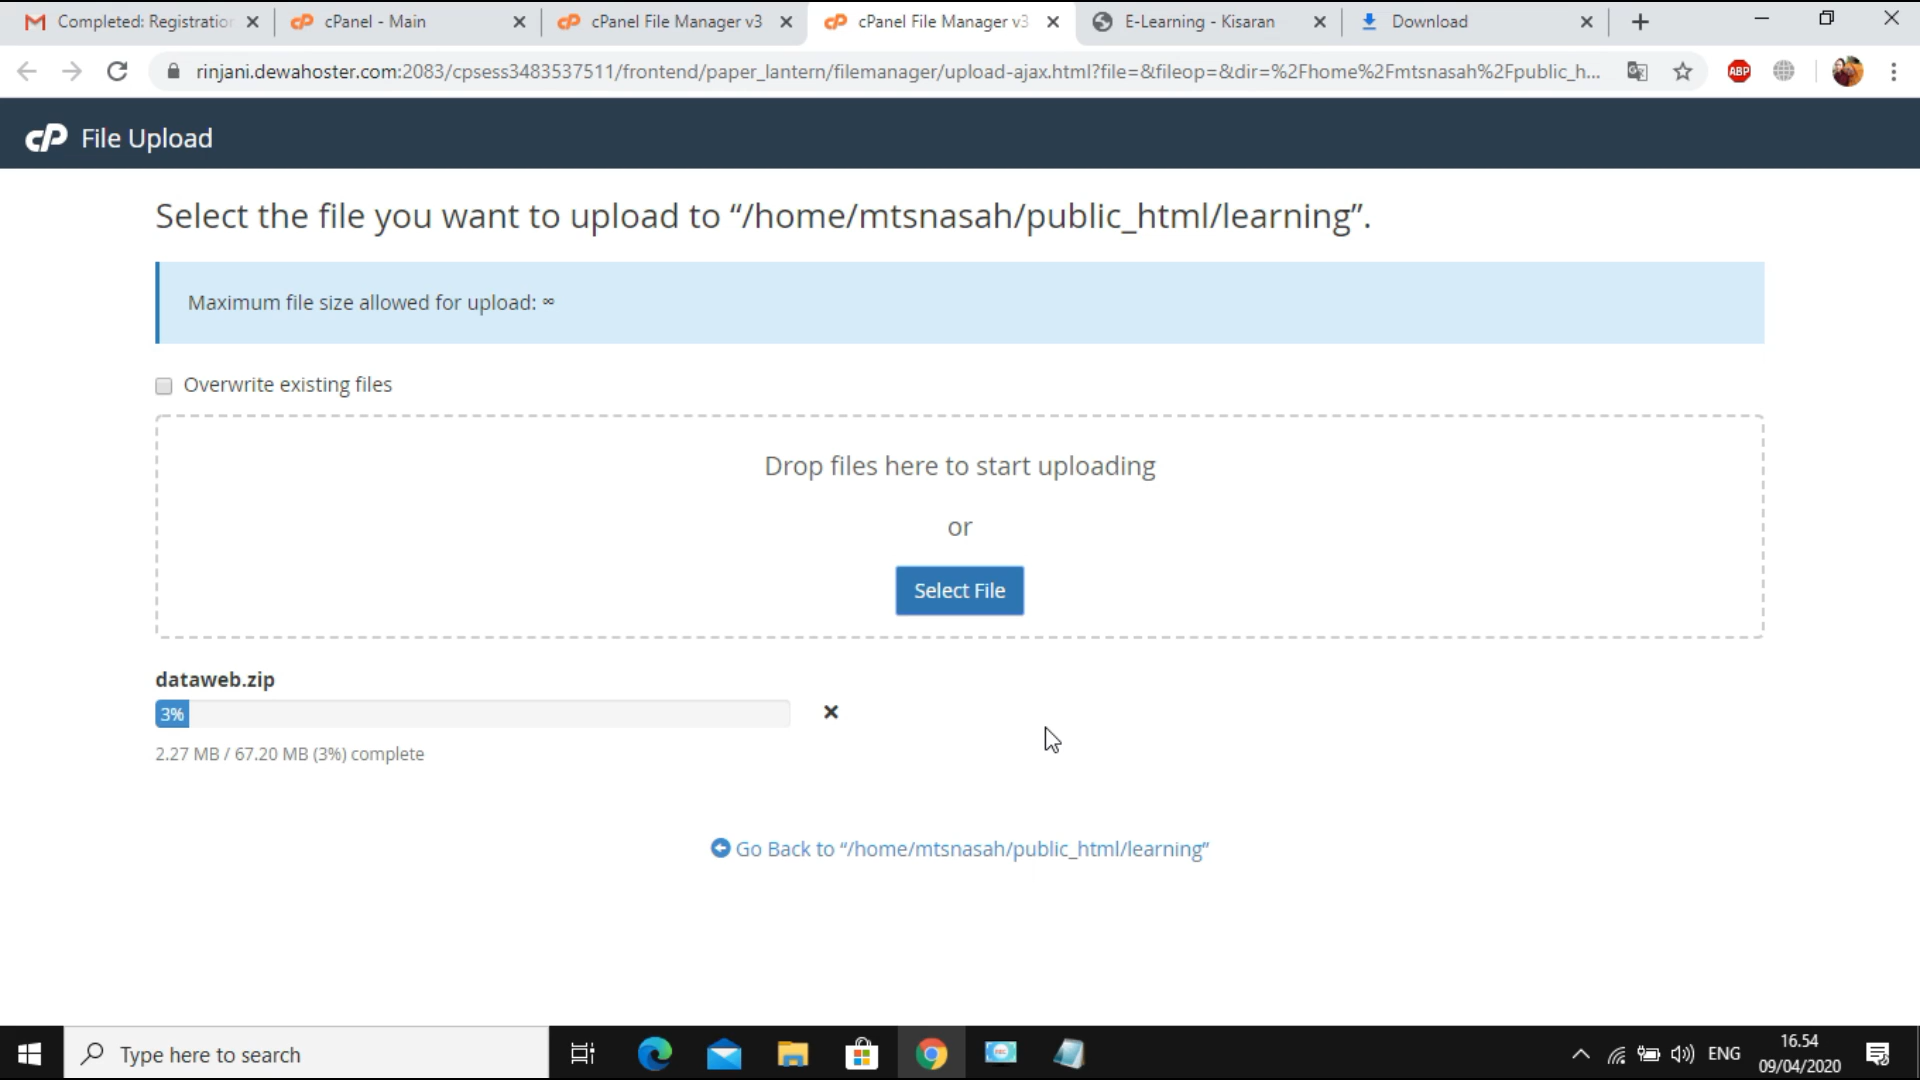 Completed: Registration
cPanel - Main
cPanel File Manager v3
cPanel File Manager v3
E-Learning - Kisaran
Download
rinjani.dewahoster.com:2083/cpsess3483537511/frontend/paper_lantern/filemanager/upload-ajax.html?file=&fileop=&dir=%2Fhome%2Fmtsnasah%2Fpublic_h...
ABP
cP File Upload
Select the file you want to upload to “/home/mtsnasah/public_html/learning”.
Maximum file size allowed for upload: ∞
Overwrite existing files
Drop files here to start uploading
or
Select File
dataweb.zip
3%
2.27 MB / 67.20 MB (3%) complete
Go Back to “/home/mtsnasah/public_html/learning”
Type here to search
ENG
16.54
09/04/2020